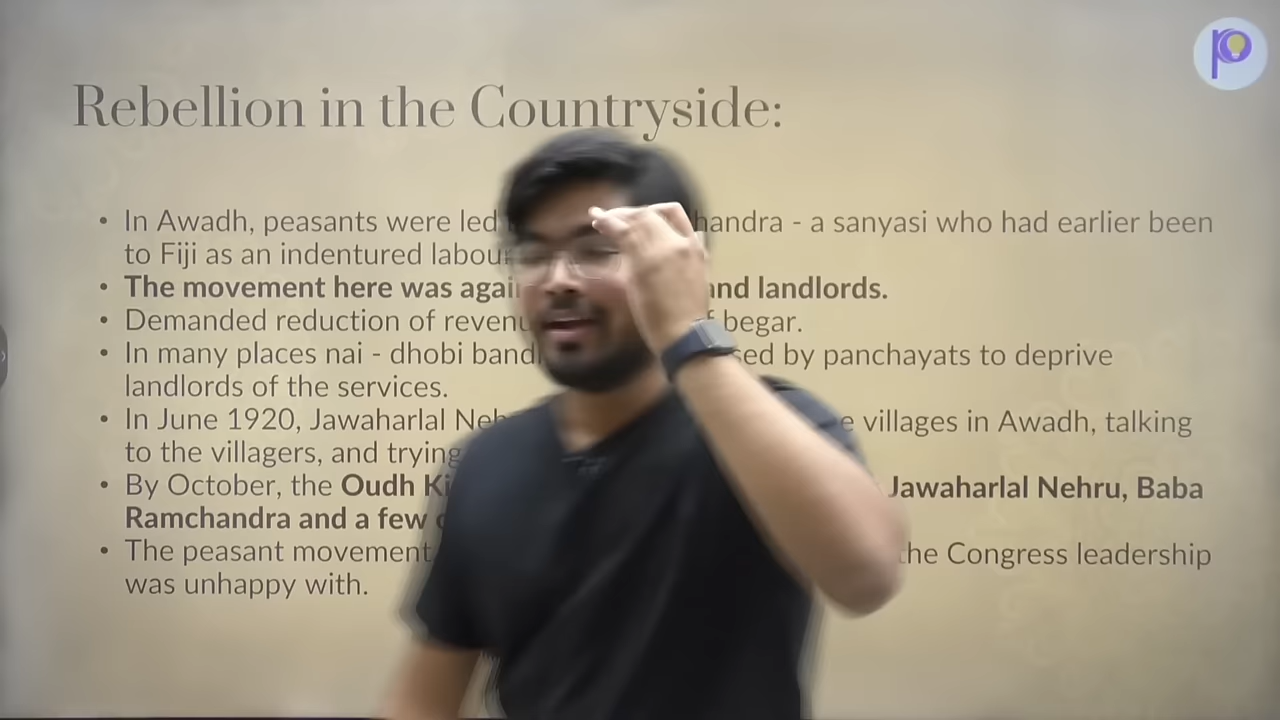 Rebellion in the Countryside:
• In Awadh, peasants were led handra - a sanyasi who had earlier been
to Fiji as an indentured labou
• The movement here was agai nd landlords.
• Demanded reduction of revenu f begar.
• In many places nai - dhobi band sed by panchayats to deprive
landlords of the services.
• In June 1920, Jawaharlal Neh e villages in Awadh, talking
to the villagers, and trying
• By October, the Oudh Ki Jawaharlal Nehru, Baba
Ramchandra and a few
• The peasant movement the Congress leadership
was unhappy with.